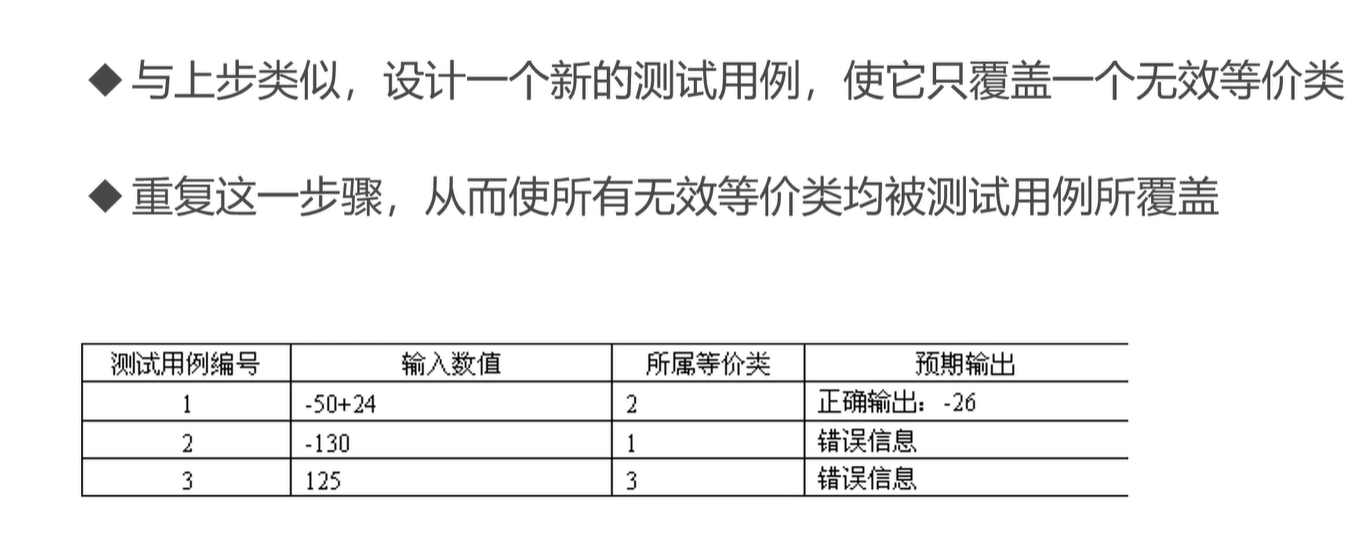 ◆ 与上步类似，设计一个新的测试用例，使它只覆盖一个无效等价类
◆ 重复这一步骤，从而使所有无效等价类均被测试用例所覆盖
测试用例编号 输入数值 所属等价类 预期输出
1 -50+24 2 正确输出：-26
2 -130 1 错误信息
3 125 3 错误信息